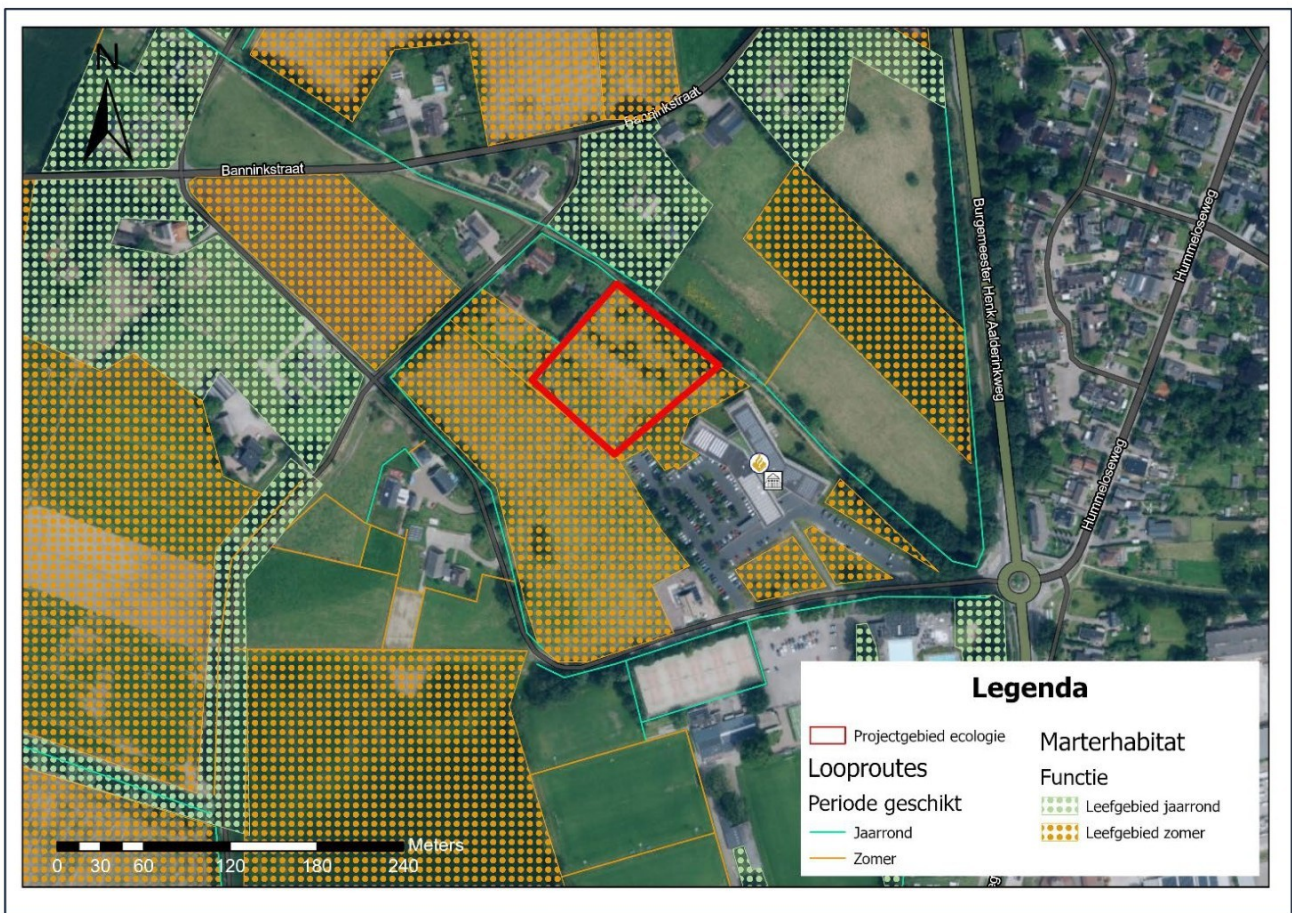 N
Banninkstraat
Banninkstraat
Burgemeester Henk Aalderinkweg
Hummeloseweg
Hummeloseweg
Legenda
Projectgebied ecologie
Looproutes
Periode geschikt
Jaarrond
Zomer
Marterhabitat
Functie
Leefgebied jaarrond
Leefgebied zomer
Meters
0 30 60 120 180 240